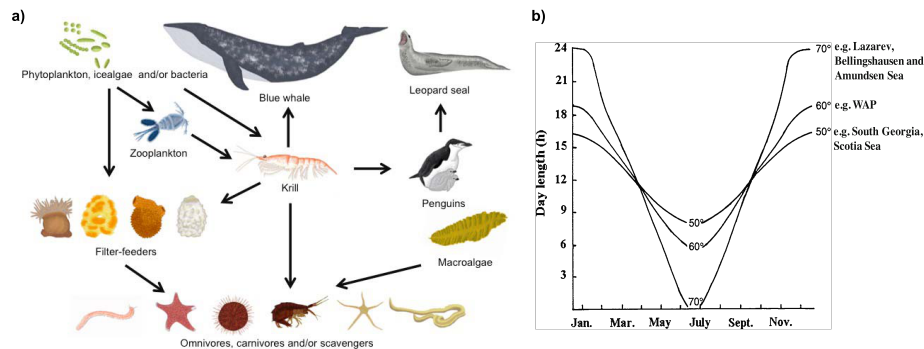 a)
Phytoplankton, icealgae and/or bacteria
Blue whale
Leopard seal
Zooplankton
Krill
Penguins
Filter-feeders
Macroalgae
Omnivores, carnivores and/or scavengers
b)
Day length (h)
24
21
18
15
12
9
6
3
70° e.g. Lazarev,
Bellingshausen and
Amundsen Sea
60° e.g. WAP
50° e.g. South Georgia,
Scotia Sea
50°
60°
70°
Jan. Mar. May July Sept. Nov.